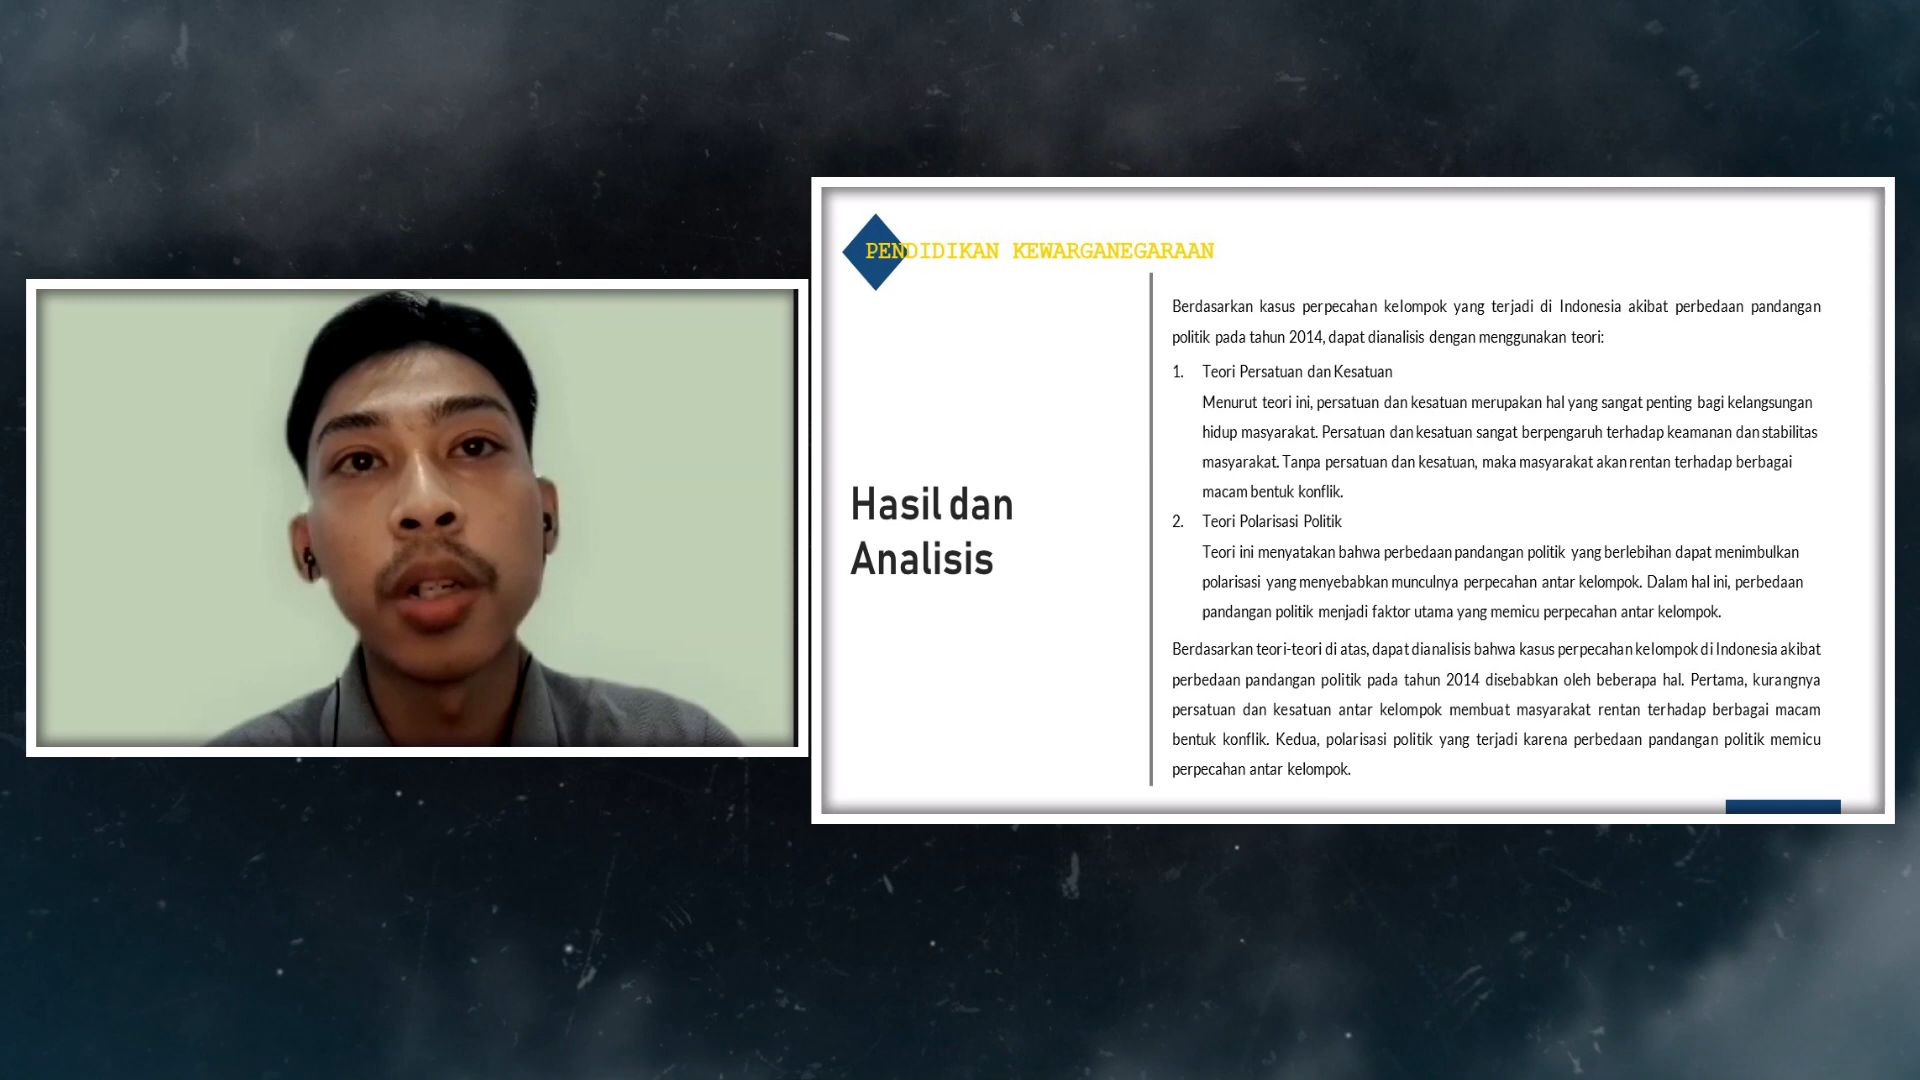 PENDIDIKAN KEWARGANEGARAAN
Hasil dan
Analisis
Berdasarkan kasus perpecahan kelompok yang terjadi di Indonesia akibat perbedaan pandangan
politik pada tahun 2014, dapat dianalisis dengan menggunakan teori:
1. Teori Persatuan dan Kesatuan
Menurut teori ini, persatuan dan kesatuan merupakan hal yang sangat penting bagi kelangsungan
hidup masyarakat. Persatuan dan kesatuan sangat berpengaruh terhadap keamanan dan stabilitas
masyarakat. Tanpa persatuan dan kesatuan, maka masyarakat akan rentan terhadap berbagai
macam bentuk konflik.
2. Teori Polarisasi Politik
Teori ini menyatakan bahwa perbedaan pandangan politik yang berlebihan dapat menimbulkan
polarisasi yang menyebabkan munculnya perpecahan antar kelompok. Dalam hal ini, perbedaan
pandangan politik menjadi faktor utama yang memicu perpecahan antar kelompok.
Berdasarkan teori-teori di atas, dapat dianalisis bahwa kasus perpecahan kelompok di Indonesia akibat
perbedaan pandangan politik pada tahun 2014 disebabkan oleh beberapa hal. Pertama, kurangnya
persatuan dan kesatuan antar kelompok membuat masyarakat rentan terhadap berbagai macam
bentuk konflik. Kedua, polarisasi politik yang terjadi karena perbedaan pandangan politik memicu
perpecahan antar kelompok.